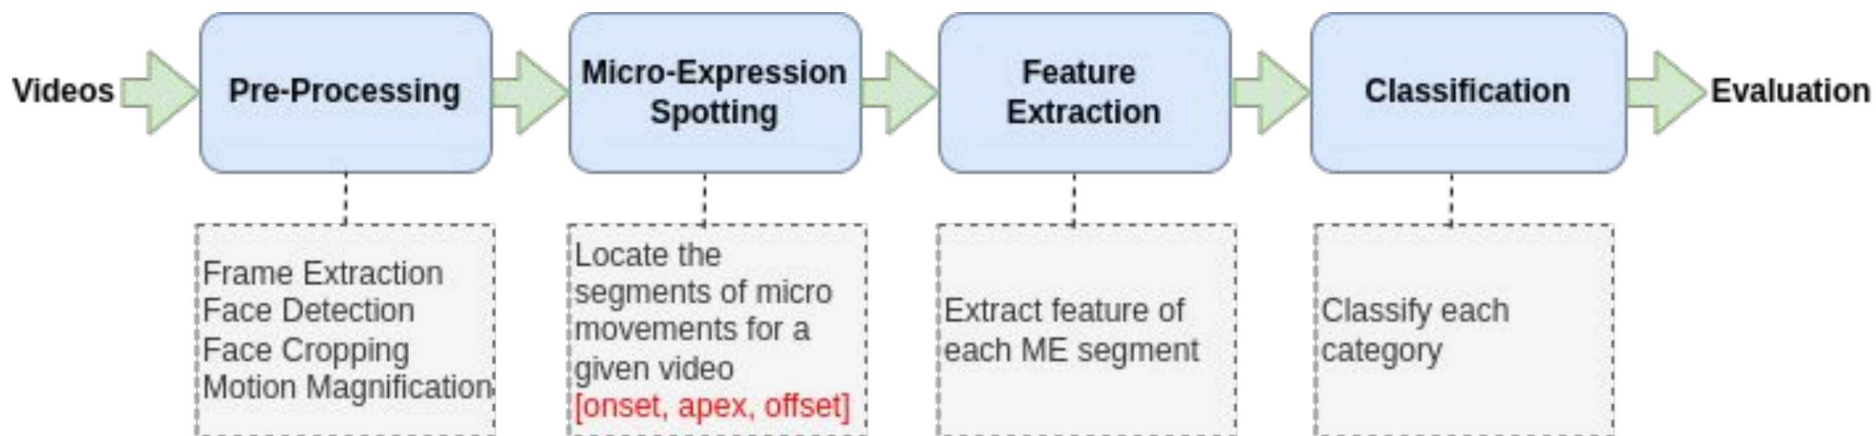 Videos
Pre-Processing
Micro-Expression
Spotting
Feature
Extraction
Classification
Evaluation
Frame Extraction
Face Detection
Face Cropping
Motion Magnification
Locate the
segments of micro
movements for a
given video
[onset, apex, offset]
Extract feature of
each ME segment
Classify each
category